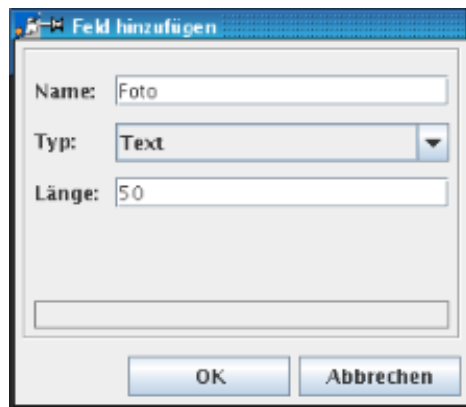 Feld hinzufügen
Name: Foto
Typ: Text
Länge: 50
OK Abbrechen